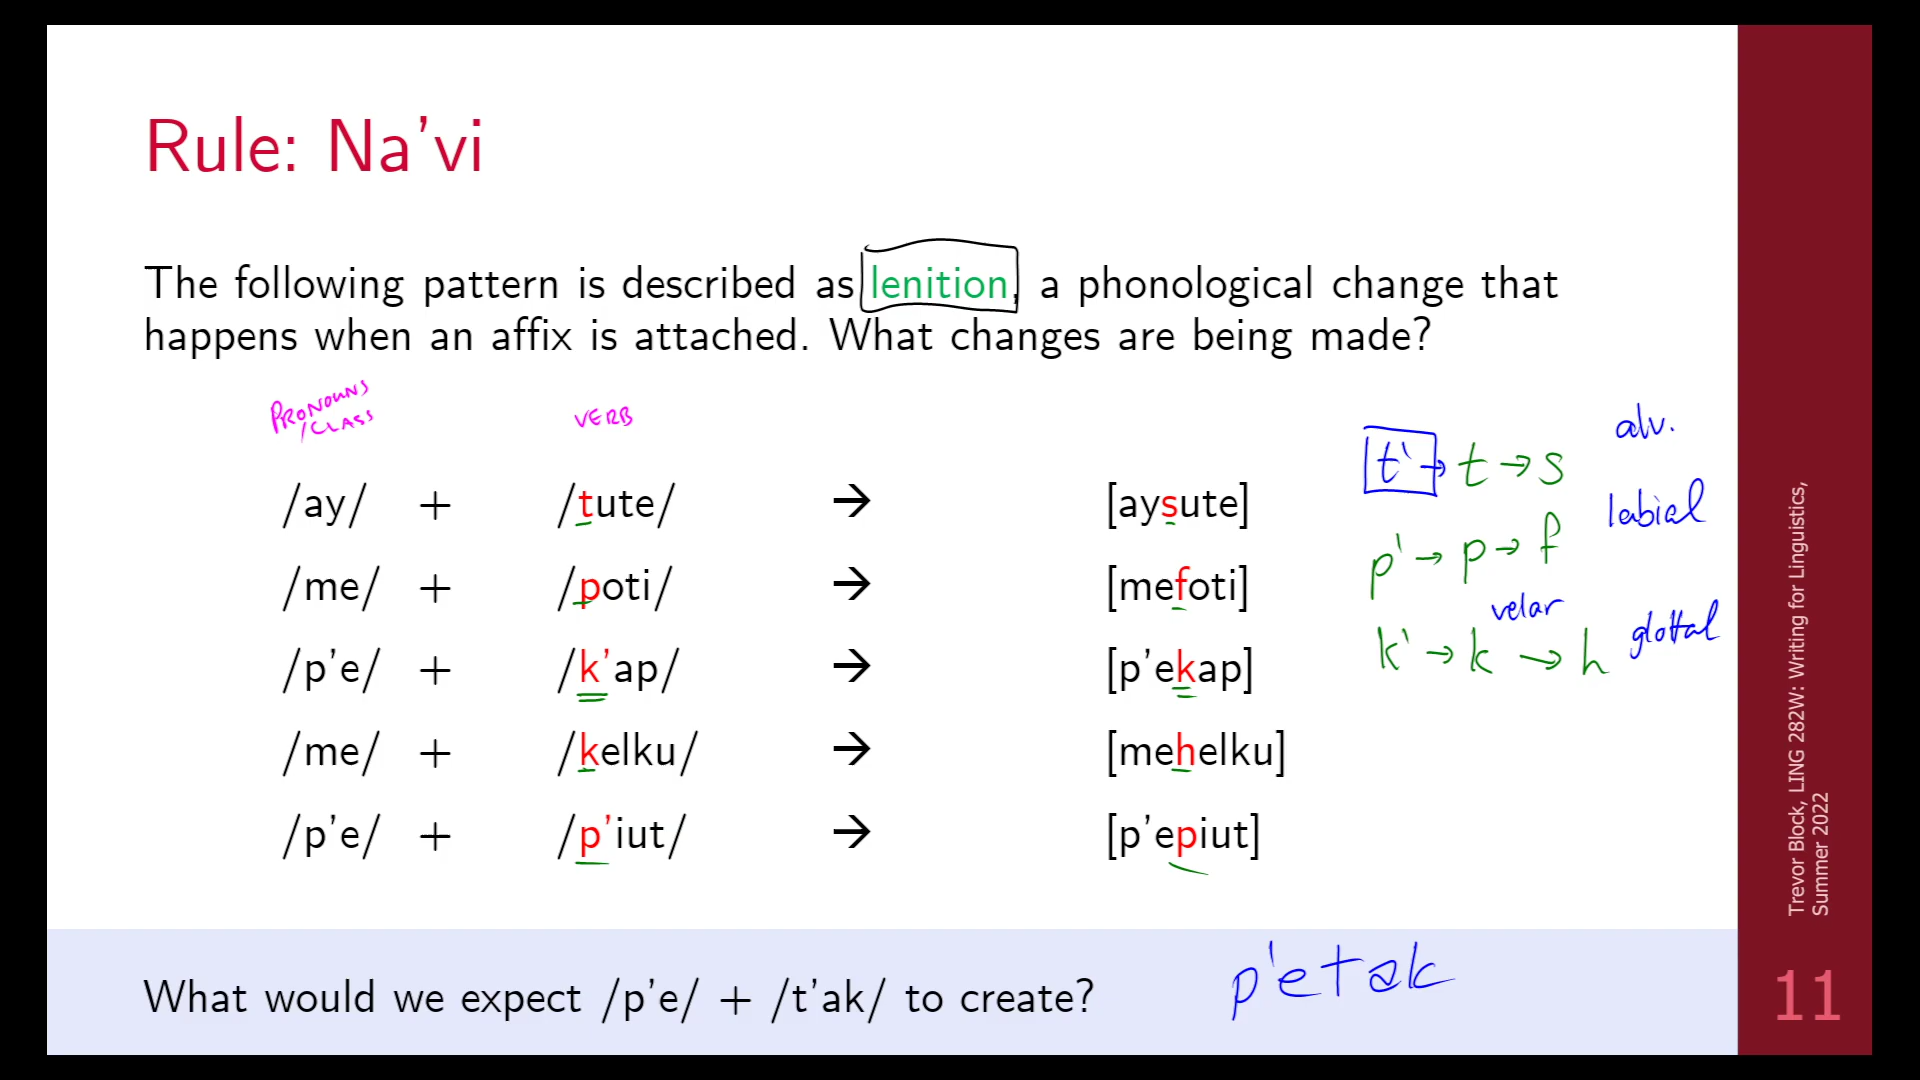 Rule: Na’vi
The following pattern is described as lenition, a phonological change that
happens when an affix is attached. What changes are being made?
PRONOUNS
/CLASS
VERB
/ay/ + /tute/ → [aysute]
/me/ + /poti/ → [mefoti]
/p’e/ + /k’ap/ → [p’ekap]
/me/ + /kelku/ → [mehelku]
/p’e/ + /p’iut/ → [p’epiut]
alv.
t' → t → s
labial
p' → p → f
velar
glottal
k' → k → h
What would we expect /p’e/ + /t’ak/ to create?
p'etak
Trevor Block, LING 282W: Writing for Linguistics,
Summer 2022
11